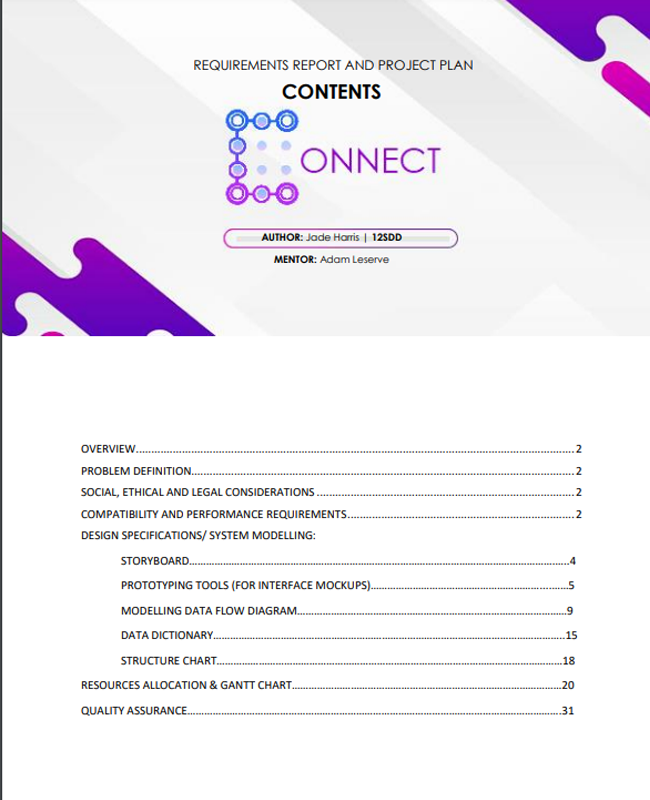 REQUIREMENTS REPORT AND PROJECT PLAN
CONTENTS
ONNECT
AUTHOR: Jade Harris | 12SDD
MENTOR: Adam Leserve
OVERVIEW.......................................................................................................2
PROBLEM DEFINITION.......................................................................................................2
SOCIAL, ETHICAL AND LEGAL CONSIDERATIONS .......................................................................................................2
COMPATIBILITY AND PERFORMANCE REQUIREMENTS.......................................................................................................2
DESIGN SPECIFICATIONS/ SYSTEM MODELLING:
STORYBOARD.......................................................................................................4
PROTOTYPING TOOLS (FOR INTERFACE MOCKUPS).......................................................................................................5
MODELLING DATA FLOW DIAGRAM.......................................................................................................9
DATA DICTIONARY.......................................................................................................15
STRUCTURE CHART.......................................................................................................18
RESOURCES ALLOCATION & GANTT CHART.......................................................................................................20
QUALITY ASSURANCE.......................................................................................................31